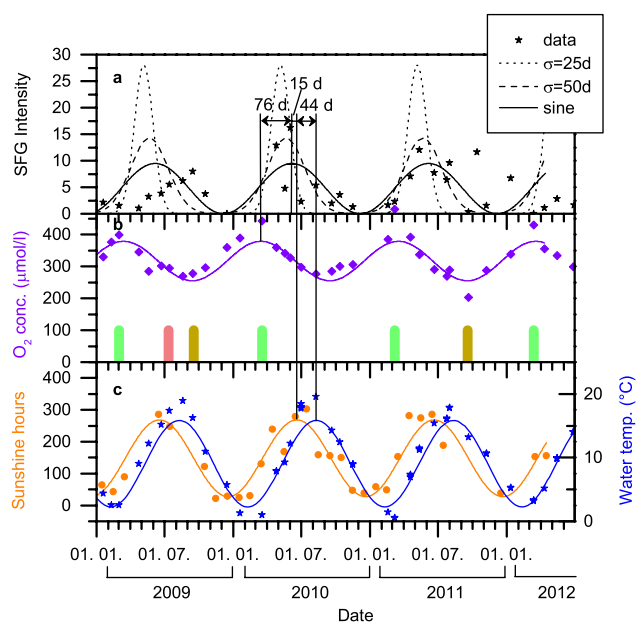 data
σ=25d
σ=50d
sine
30
25
20
15
10
5
0
SFG Intensity
a
15 d
76 d
44 d
b
400
300
200
100
0
O₂ conc. (μmol/l)
c
400
300
200
100
0
Sunshine hours
20
15
10
5
0
Water temp. (°C)
01. 01. 01. 07. 01. 01. 01. 07. 01. 01. 01. 07. 01. 01.
2009 2010 2011 2012
Date